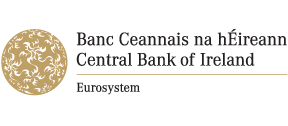 Banc Ceannais na hÉireann
Central Bank of Ireland
Eurosystem